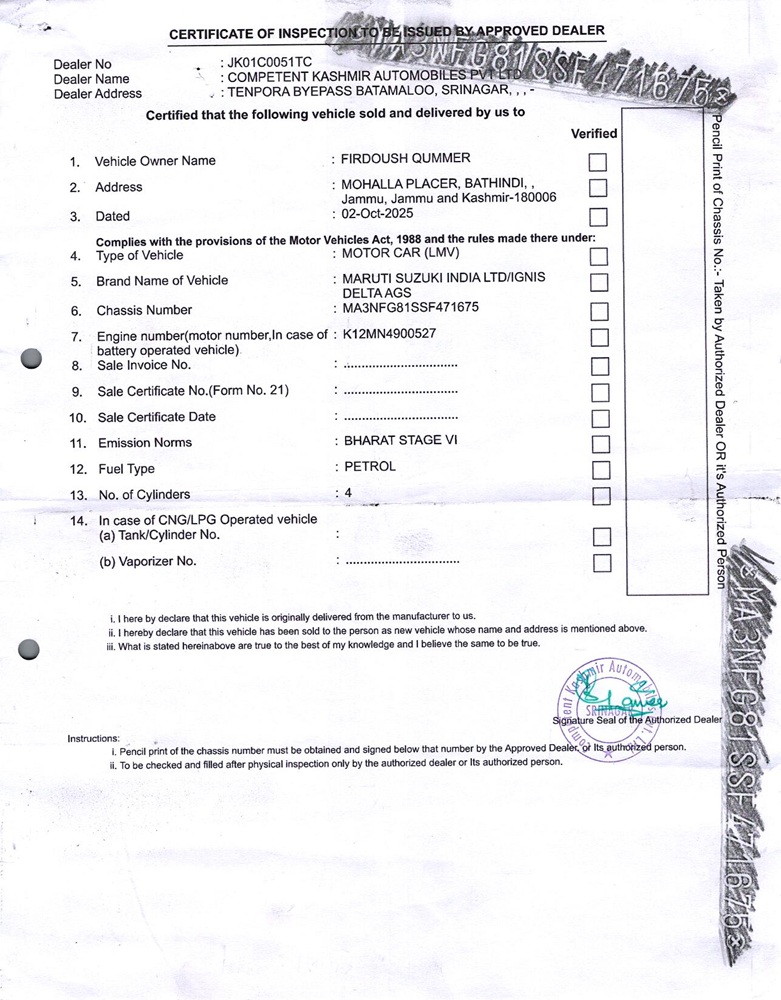 CERTIFICATE OF INSPECTION TO BE ISSUED BY APPROVED DEALER
MA3NFG81SSF471675
Dealer No : JK01C0051TC
Dealer Name : COMPETENT KASHMIR AUTOMOBILES PVT LTD
Dealer Address : TENPORA BYEPASS BATAMALOO, SRINAGAR, , , -
Certified that the following vehicle sold and delivered by us to
Verified
1. Vehicle Owner Name : FIRDOUSH QUMMER
2. Address : MOHALLA PLACER, BATHINDI, ,
Jammu, Jammu and Kashmir-180006
3. Dated : 02-Oct-2025
Complies with the provisions of the Motor Vehicles Act, 1988 and the rules made there under:
4. Type of Vehicle : MOTOR CAR (LMV)
5. Brand Name of Vehicle : MARUTI SUZUKI INDIA LTD/IGNIS
DELTA AGS
6. Chassis Number : MA3NFG81SSF471675
7. Engine number(motor number,In case of : K12MN4900527
battery operated vehicle)
8. Sale Invoice No. : ..............................
9. Sale Certificate No.(Form No. 21) : ..............................
10. Sale Certificate Date : ..............................
11. Emission Norms : BHARAT STAGE VI
12. Fuel Type : PETROL
13. No. of Cylinders : 4
14. In case of CNG/LPG Operated vehicle
(a) Tank/Cylinder No. :
(b) Vaporizer No. : ..............................
Pencil Print of Chassis No.:- Taken by Authorized Dealer OR it's Authorized Person
MA3NFG81SSF471675
i. I here by declare that this vehicle is originally delivered from the manufacturer to us.
ii. I hereby declare that this vehicle has been sold to the person as new vehicle whose name and address is mentioned above.
iii. What is stated hereinabove are true to the best of my knowledge and I believe the same to be true.
Competent Kashmir Automobiles Pvt. Ltd.
SRINAGAR
Signature Seal of the Authorized Dealer
Instructions:
i. Pencil print of the chassis number must be obtained and signed below that number by the Approved Dealer, or Its authorized person.
ii. To be checked and filled after physical inspection only by the authorized dealer or Its authorized person.